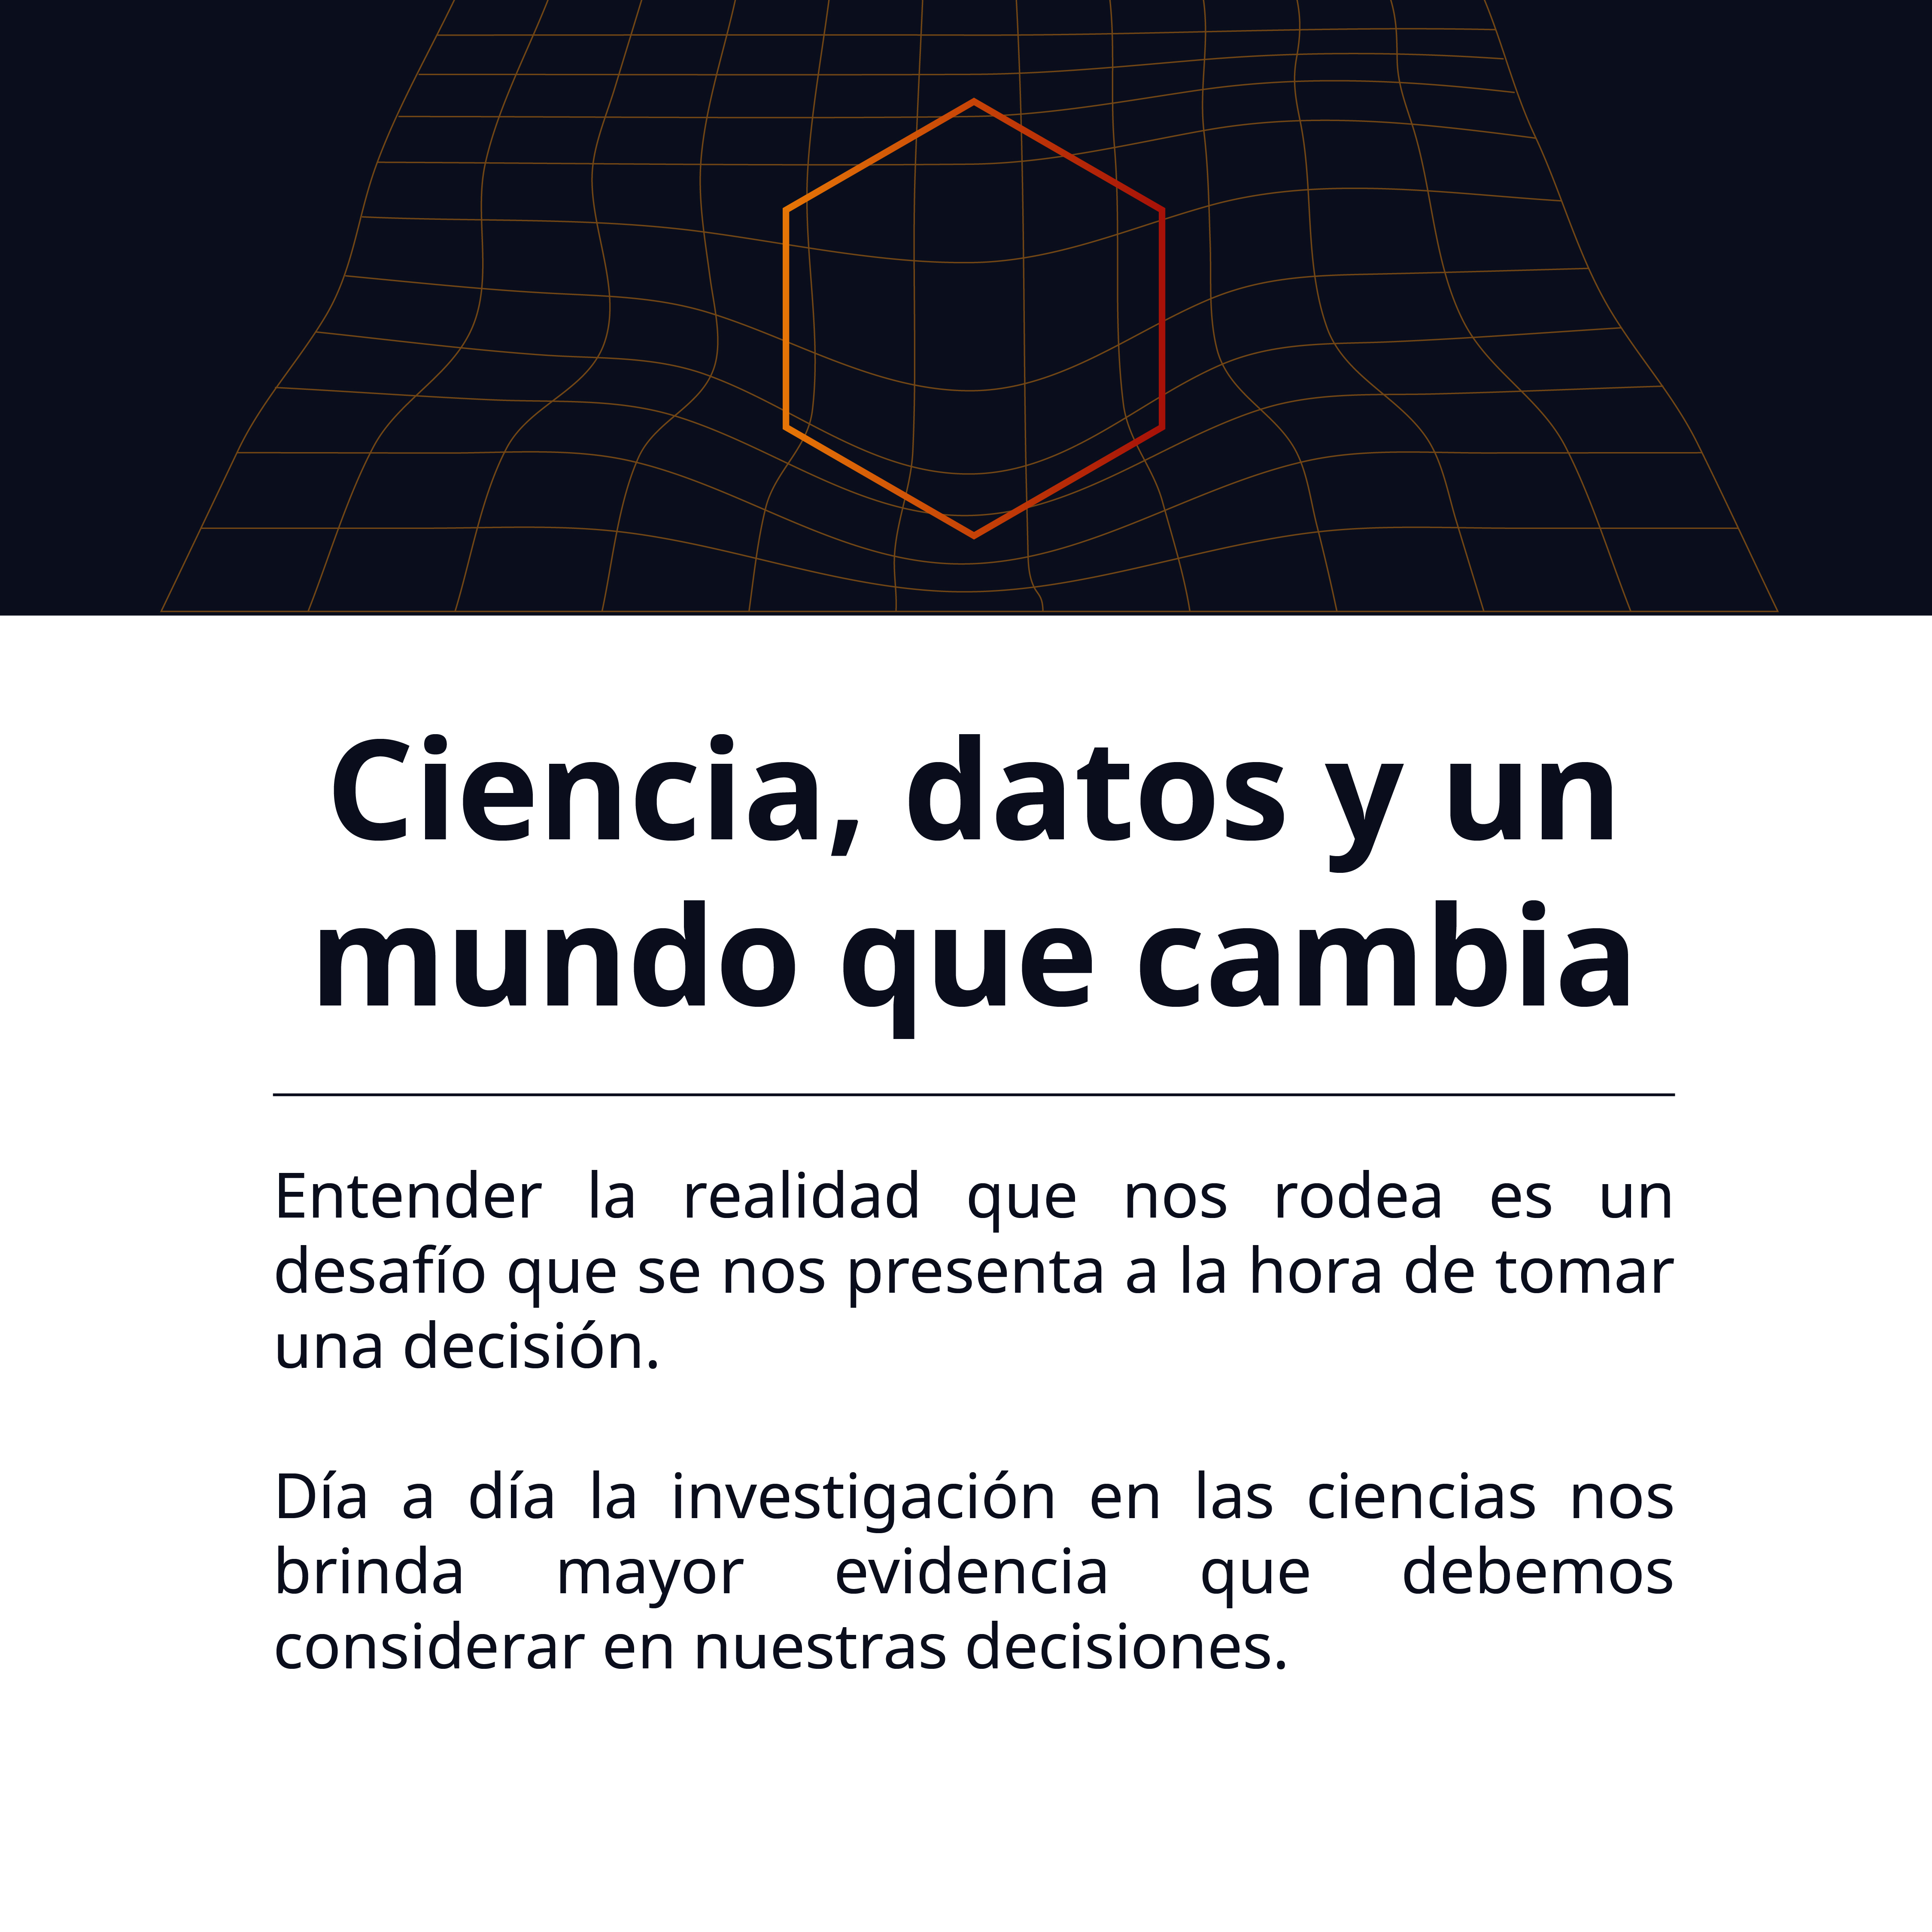 Ciencia, datos y un
mundo que cambia
Entender la realidad que nos rodea es un
desafío que se nos presenta a la hora de tomar
una decisión.
Día a día la investigación en las ciencias nos
brinda mayor evidencia que debemos
considerar en nuestras decisiones.